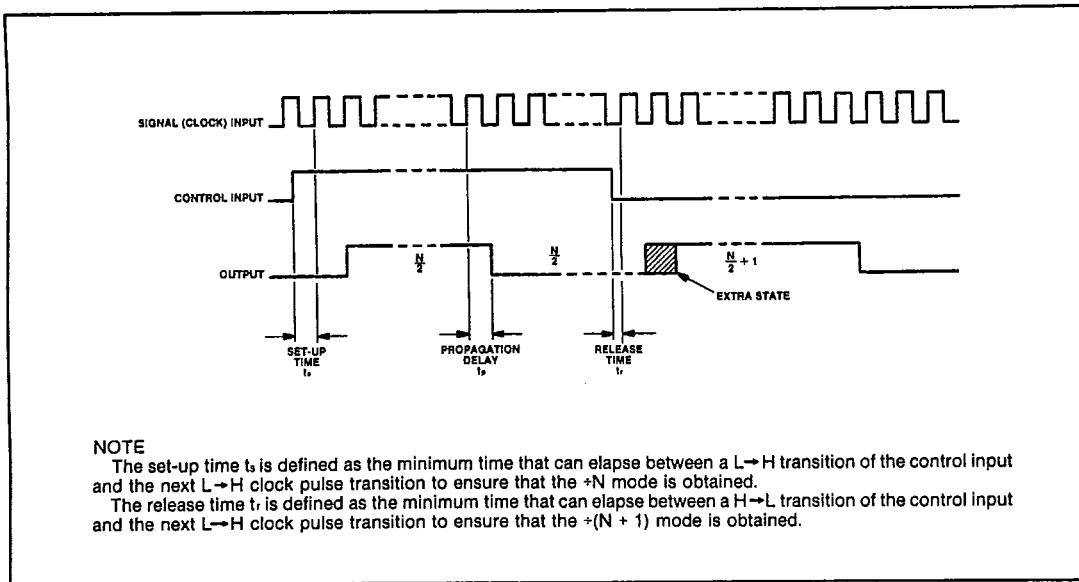 SIGNAL (CLOCK) INPUT
CONTROL INPUT
OUTPUT
N/2
N/2
N/2 + 1
EXTRA STATE
SET-UP
TIME
ts
PROPAGATION
DELAY
tp
RELEASE
TIME
tr
NOTE
The set-up time ts is defined as the minimum time that can elapse between a L→H transition of the control input
and the next L→H clock pulse transition to ensure that the ÷N mode is obtained.
The release time tr is defined as the minimum time that can elapse between a H→L transition of the control input
and the next L→H clock pulse transition to ensure that the ÷(N + 1) mode is obtained.